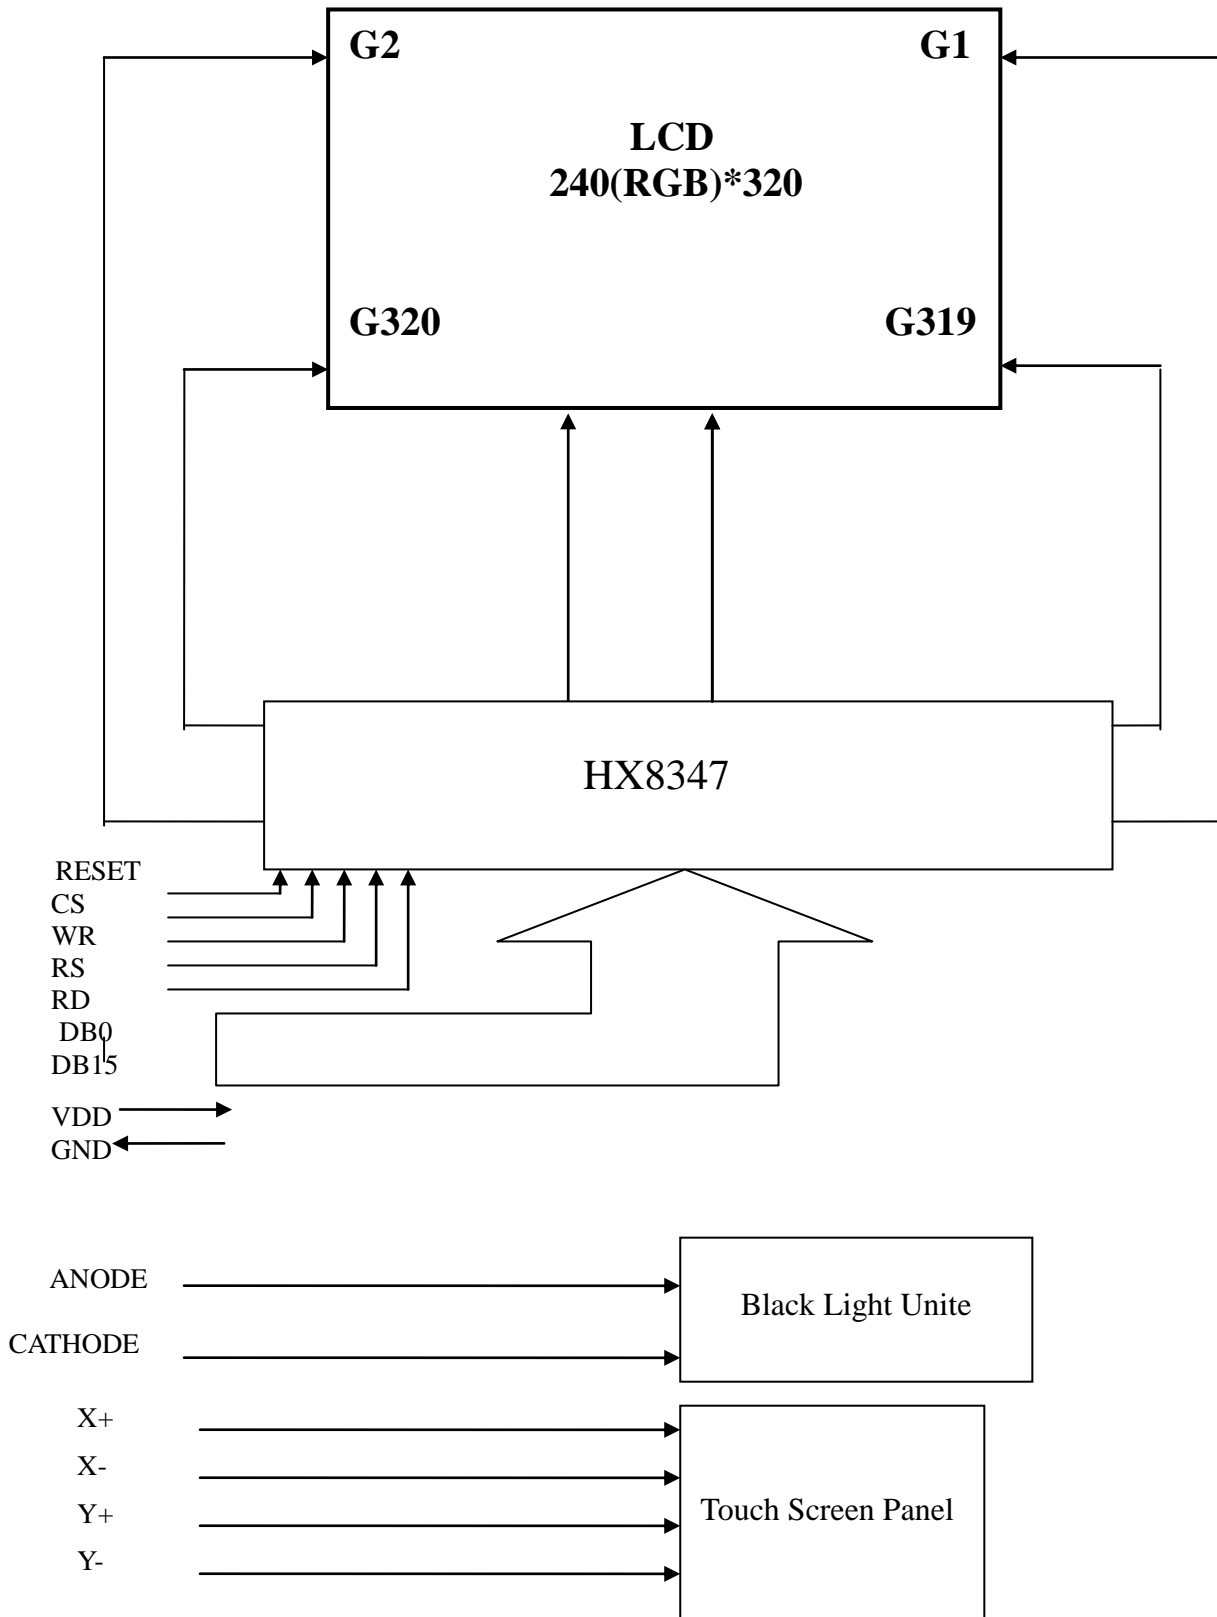 G2 G1
LCD
240(RGB)*320
G320 G319
HX8347
RESET
CS
WR
RS
RD
DB0
DB15
VDD
GND
ANODE
Black Light Unite
CATHODE
X+
X-
Y+
Touch Screen Panel
Y-